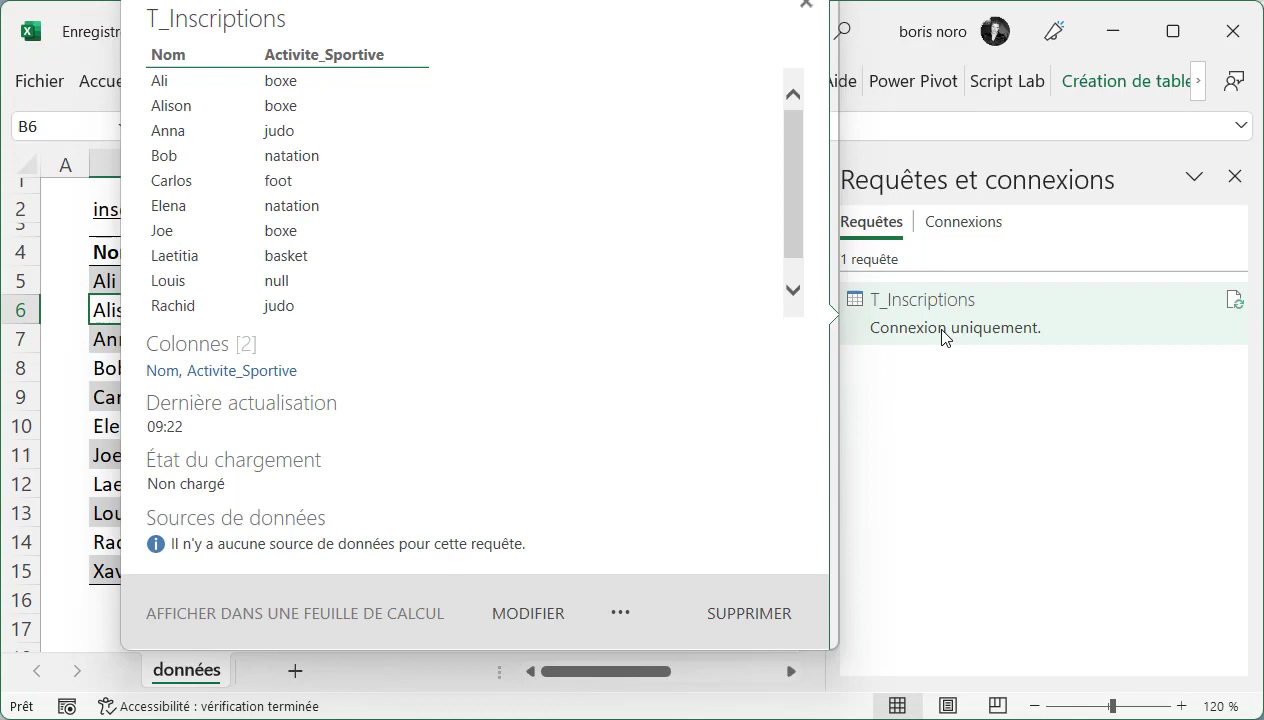 Enregistr
boris noro
Fichier
Accue
Aide
Power Pivot
Script Lab
Création de table
B6
A
T_Inscriptions
Nom Activite_Sportive
Ali boxe
Alison boxe
Anna judo
Bob natation
Carlos foot
Elena natation
Joe boxe
Laetitia basket
Louis null
Rachid judo
Colonnes [2]
Nom, Activite_Sportive
Dernière actualisation
09:22
État du chargement
Non chargé
Sources de données
Il n'y a aucune source de données pour cette requête.
AFFICHER DANS UNE FEUILLE DE CALCUL MODIFIER ••• SUPPRIMER
1
2 insc
3
4 Nor
5 Ali
6 Alis
7 Ann
8 Bob
9 Car
10 Ele
11 Joe
12 Lae
13 Lou
14 Rac
15 Xav
16
17
Requêtes et connexions
Requêtes Connexions
1 requête
T_Inscriptions
Connexion uniquement.
données
Prêt
Accessibilité : vérification terminée
120 %